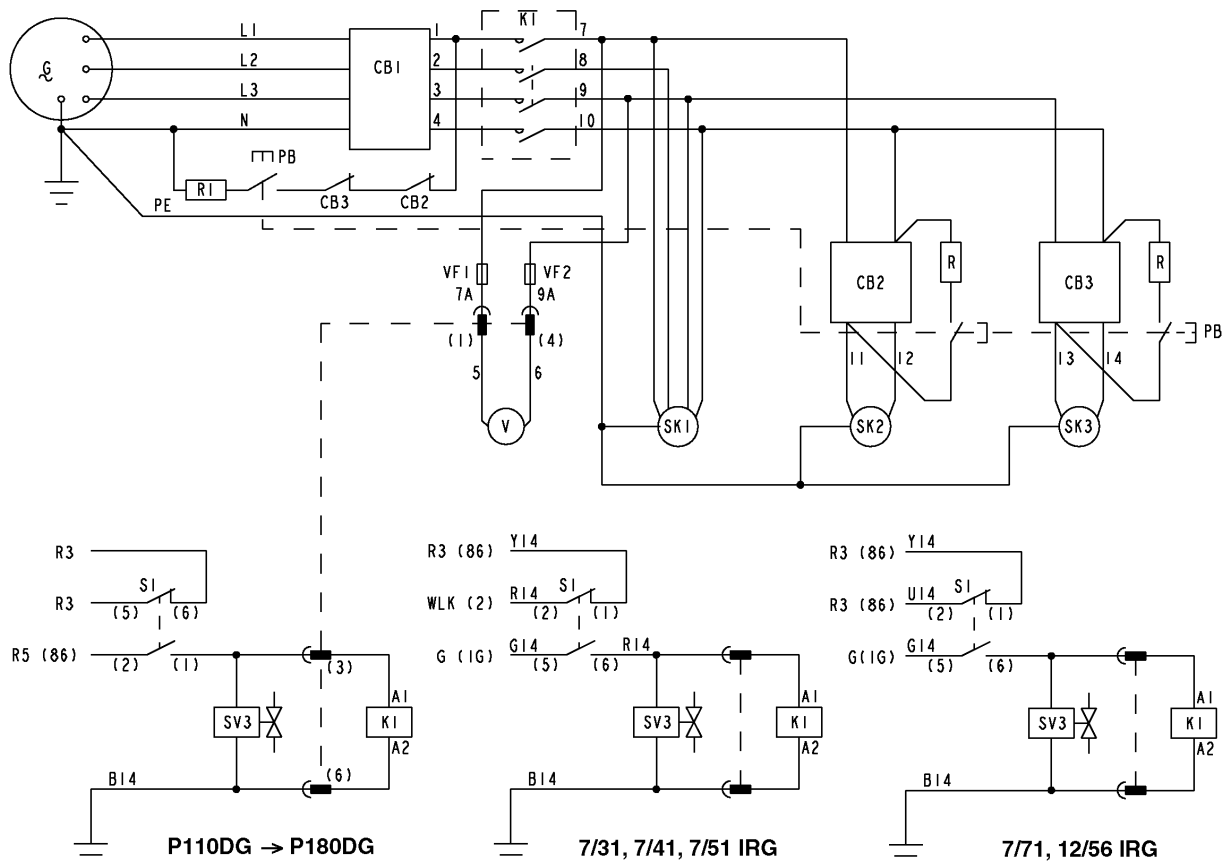 G
L1
L2
L3
N
CB1
1
2
3
4
K1
7
8
9
10
PB
R1
CB3
CB2
PE
VF1
7A
VF2
9A
(1)
(4)
5
6
V
SK1
CB2
R
11
12
SK2
CB3
R
PB
13
14
SK3
R3
R3
S1
(5)
(6)
R5 (86)
(2)
(1)
(3)
SV3
A1
K1
A2
(6)
B14
P110DG → P180DG
R3 (86)
Y14
WLK (2)
R14
S1
(2)
(1)
G (IG)
G14
(5)
(6)
R14
SV3
A1
K1
A2
B14
7/31, 7/41, 7/51 IRG
R3 (86)
Y14
R3 (86)
U14
S1
(2)
(1)
G(IG)
G14
(5)
(6)
SV3
A1
K1
A2
B14
7/71, 12/56 IRG